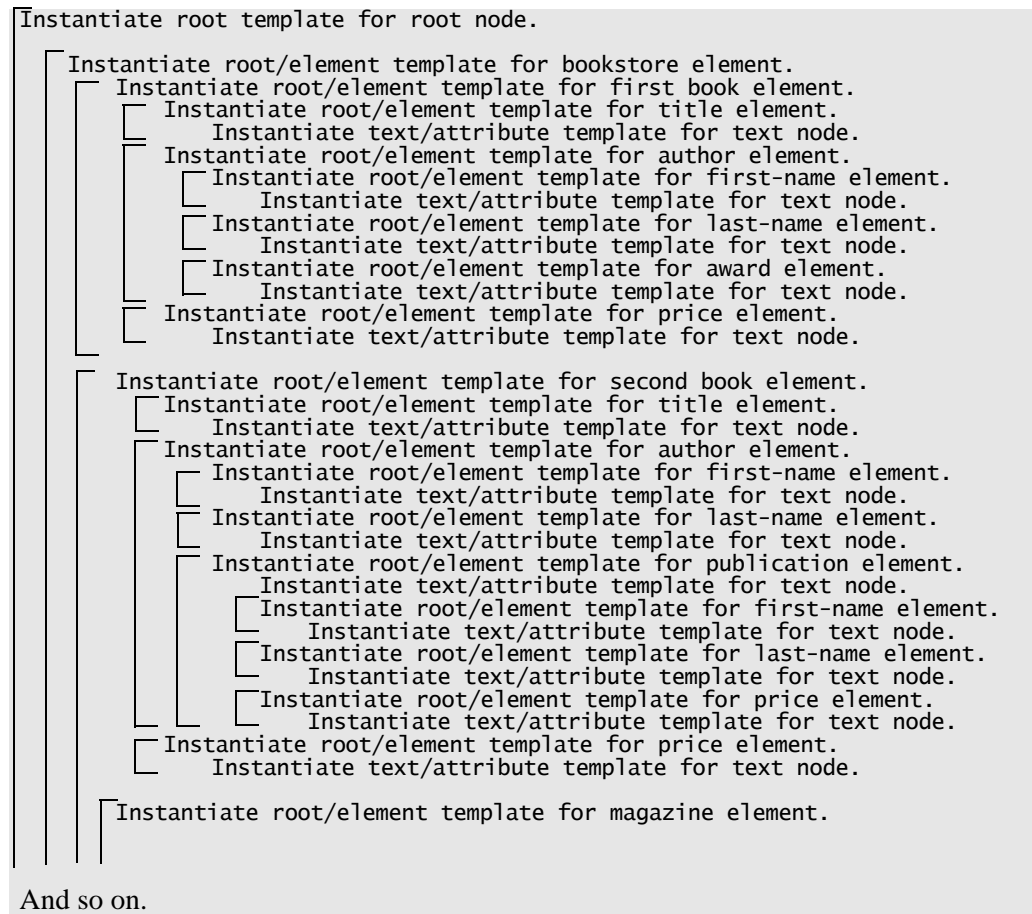 Instantiate root template for root node.
Instantiate root/element template for bookstore element.
Instantiate root/element template for first book element.
Instantiate root/element template for title element.
Instantiate text/attribute template for text node.
Instantiate root/element template for author element.
Instantiate root/element template for first-name element.
Instantiate text/attribute template for text node.
Instantiate root/element template for last-name element.
Instantiate text/attribute template for text node.
Instantiate root/element template for award element.
Instantiate text/attribute template for text node.
Instantiate root/element template for price element.
Instantiate text/attribute template for text node.
Instantiate root/element template for second book element.
Instantiate root/element template for title element.
Instantiate text/attribute template for text node.
Instantiate root/element template for author element.
Instantiate root/element template for first-name element.
Instantiate text/attribute template for text node.
Instantiate root/element template for last-name element.
Instantiate text/attribute template for text node.
Instantiate root/element template for publication element.
Instantiate text/attribute template for text node.
Instantiate root/element template for first-name element.
Instantiate text/attribute template for text node.
Instantiate root/element template for last-name element.
Instantiate text/attribute template for text node.
Instantiate root/element template for price element.
Instantiate text/attribute template for text node.
Instantiate root/element template for price element.
Instantiate text/attribute template for text node.
Instantiate root/element template for magazine element.
And so on.